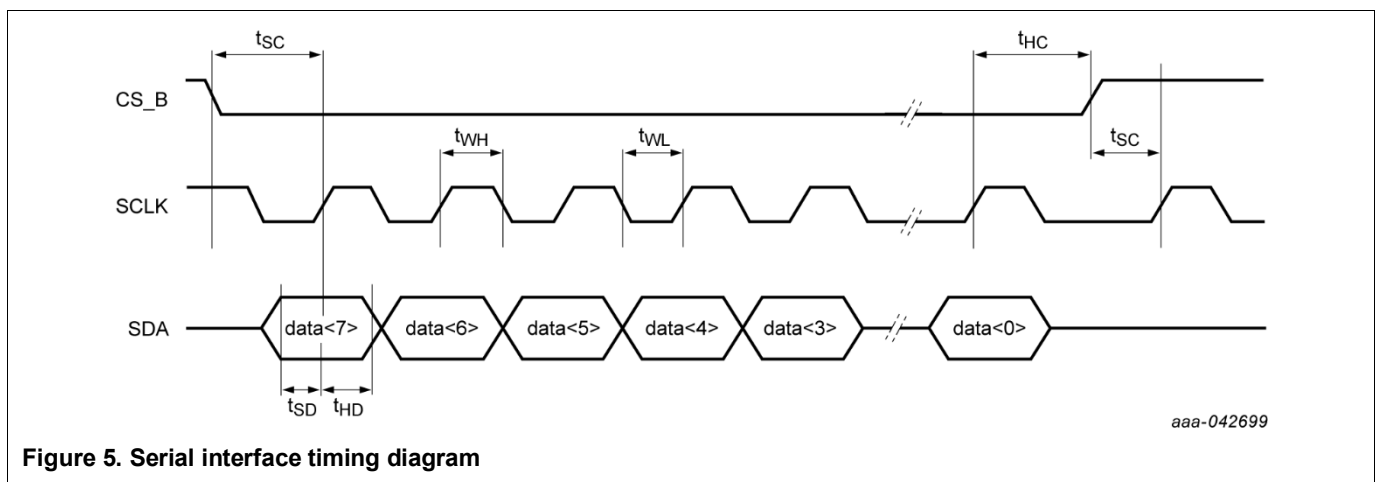 tSC
tHC
CS_B
tWH
tWL
tSC
SCLK
SDA
data<7>
data<6>
data<5>
data<4>
data<3>
data<0>
tSD
tHD
aaa-042699
Figure 5. Serial interface timing diagram